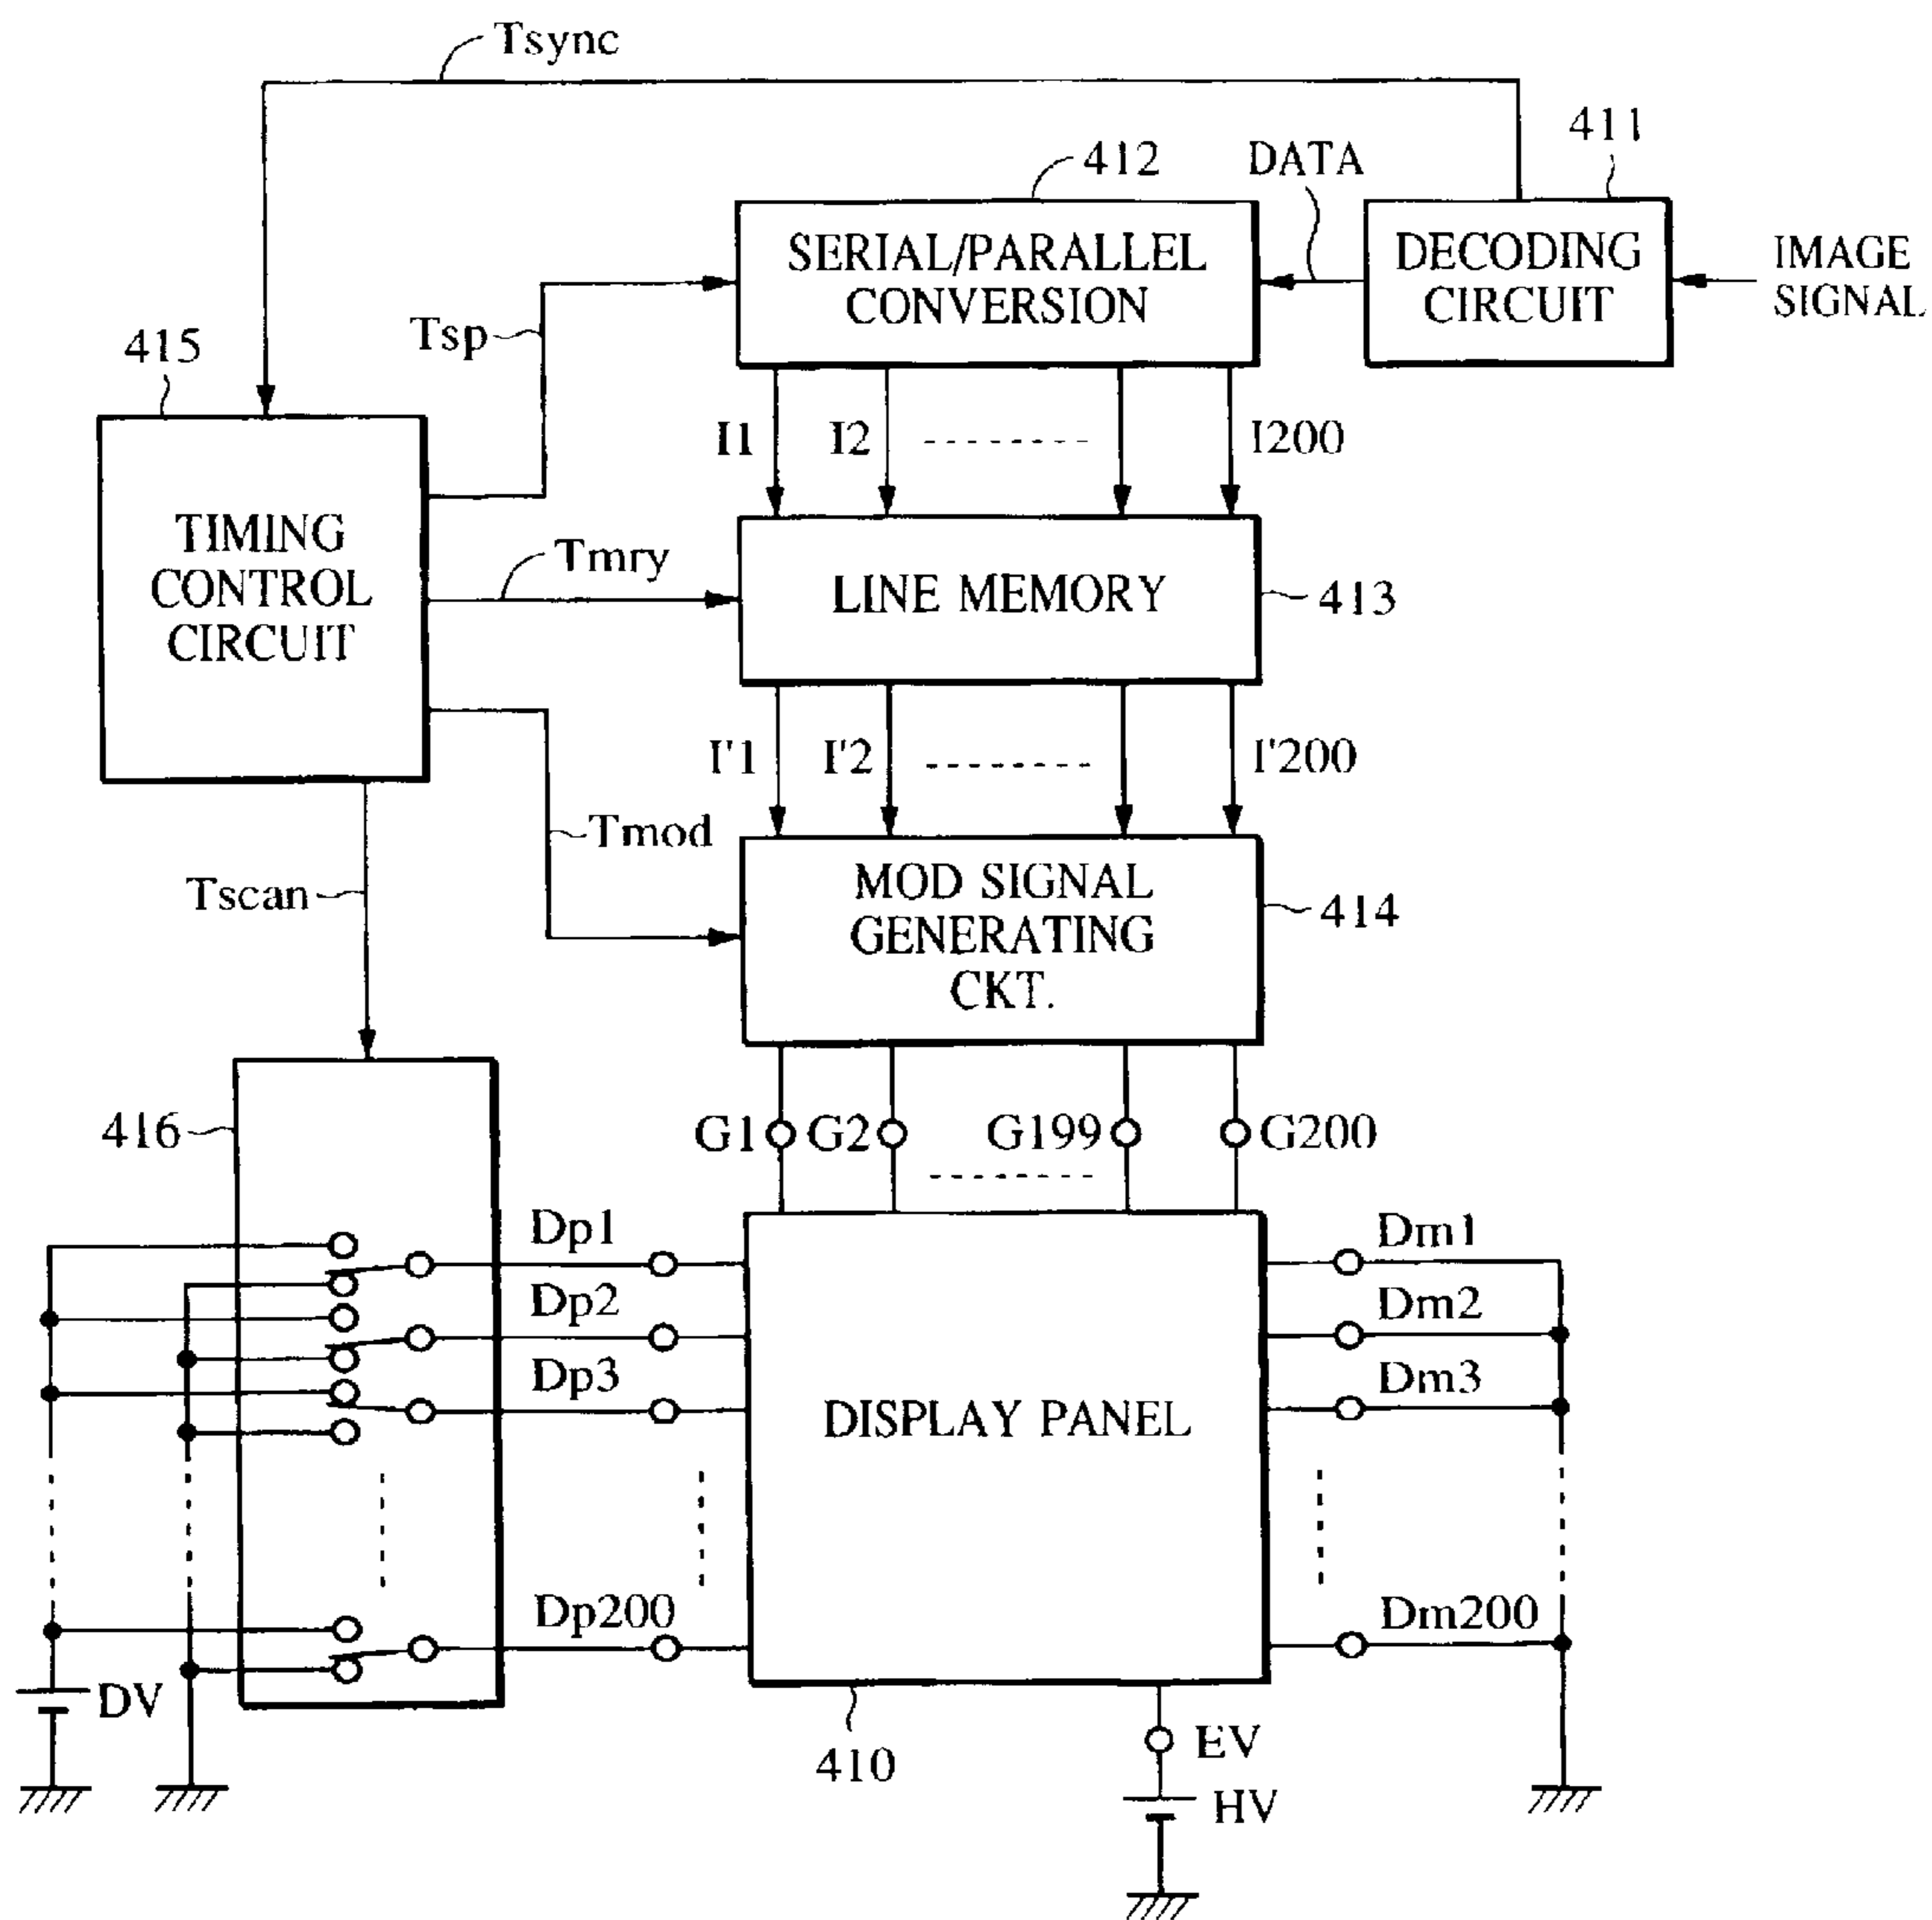 Tsync
411
412
DATA
SERIAL/PARALLEL
CONVERSION
DECODING
CIRCUIT
IMAGE
SIGNAL
Tsp
415
I1
I2
I200
TIMING
CONTROL
CIRCUIT
Tmry
LINE MEMORY
413
I'1
I'2
I'200
Tmod
Tscan
MOD SIGNAL
GENERATING
CKT.
414
416
G1
G2
G199
G200
Dp1
Dm1
Dp2
Dm2
Dp3
Dm3
DISPLAY PANEL
Dp200
Dm200
DV
410
EV
HV